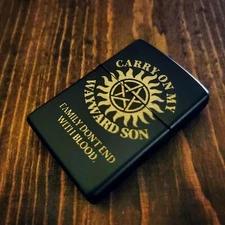 CARRY ON MY
WAYWARD SON
FAMILY DON'T END
WITH BLOOD.